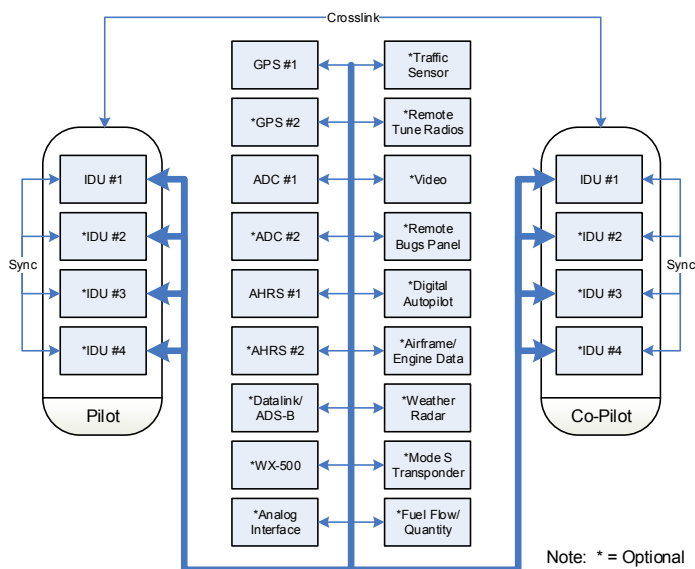 Crosslink
GPS #1
*Traffic
Sensor
*GPS #2
*Remote
Tune Radios
IDU #1
ADC #1
*Video
IDU #1
*IDU #2
*ADC #2
*Remote
Bugs Panel
*IDU #2
Sync
Sync
*IDU #3
AHRS #1
*Digital
Autopilot
*IDU #3
*IDU #4
*AHRS #2
*Airframe/
Engine Data
*IDU #4
Pilot
*Datalink/
ADS-B
*Weather
Radar
Co-Pilot
*WX-500
*Mode S
Transponder
*Analog
Interface
*Fuel Flow/
Quantity
Note: * = Optional